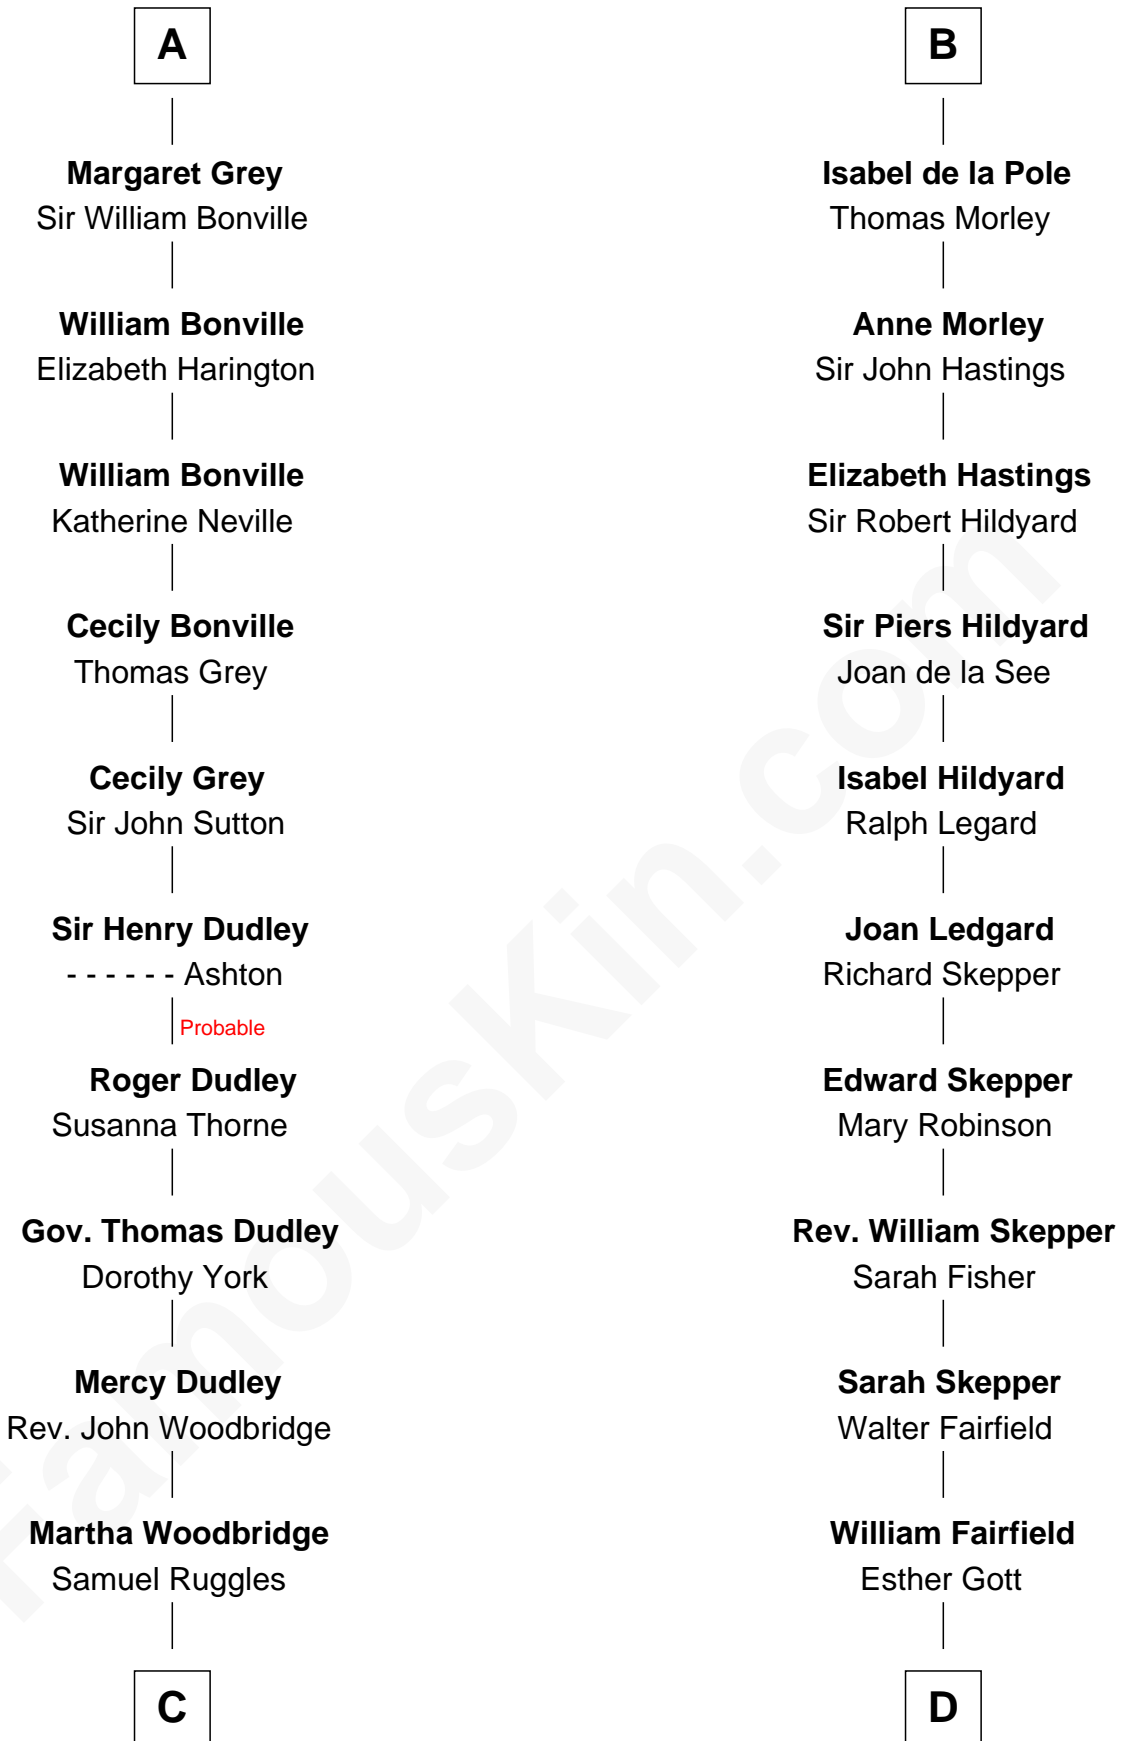 A
Margaret Grey
Sir William Bonville
William Bonville
Elizabeth Harington
William Bonville
Katherine Neville
Cecily Bonville
Thomas Grey
Cecily Grey
Sir John Sutton
Sir Henry Dudley
- - - - - - Ashton
Probable
Roger Dudley
Susanna Thorne
Gov. Thomas Dudley
Dorothy York
Mercy Dudley
Rev. John Woodbridge
Martha Woodbridge
Samuel Ruggles
C
B
Isabel de la Pole
Thomas Morley
Anne Morley
Sir John Hastings
Elizabeth Hastings
Sir Robert Hildyard
Sir Piers Hildyard
Joan de la See
Isabel Hildyard
Ralph Legard
Joan Ledgard
Richard Skepper
Edward Skepper
Mary Robinson
Rev. William Skepper
Sarah Fisher
Sarah Skepper
Walter Fairfield
William Fairfield
Esther Gott
D
FamousKin.com